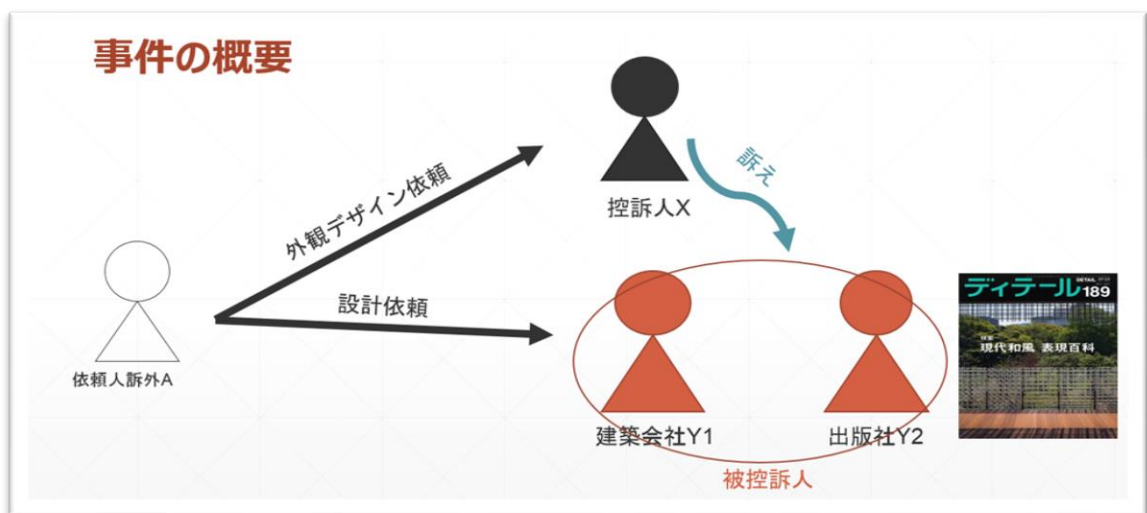 事件の概要
外観デザイン依頼
訴え
控訴人X
設計依頼
依頼人訴外A
建築会社Y1
出版社Y2
被控訴人
ディテール
DETAIL
189
現代和風 表現百科